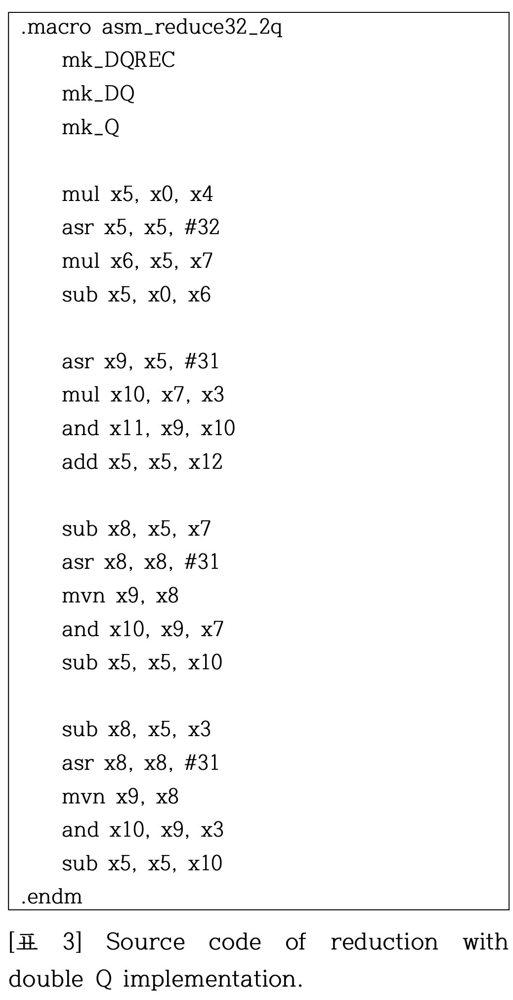 .macro asm_reduce32_2q
mk_DQREC
mk_DQ
mk_Q
mul x5, x0, x4
asr x5, x5, #32
mul x6, x5, x7
sub x5, x0, x6
asr x9, x5, #31
mul x10, x7, x3
and x11, x9, x10
add x5, x5, x12
sub x8, x5, x7
asr x8, x8, #31
mvn x9, x8
and x10, x9, x7
sub x5, x5, x10
sub x8, x5, x3
asr x8, x8, #31
mvn x9, x8
and x10, x9, x3
sub x5, x5, x10
.endm
[표 3] Source code of reduction with
double Q implementation.